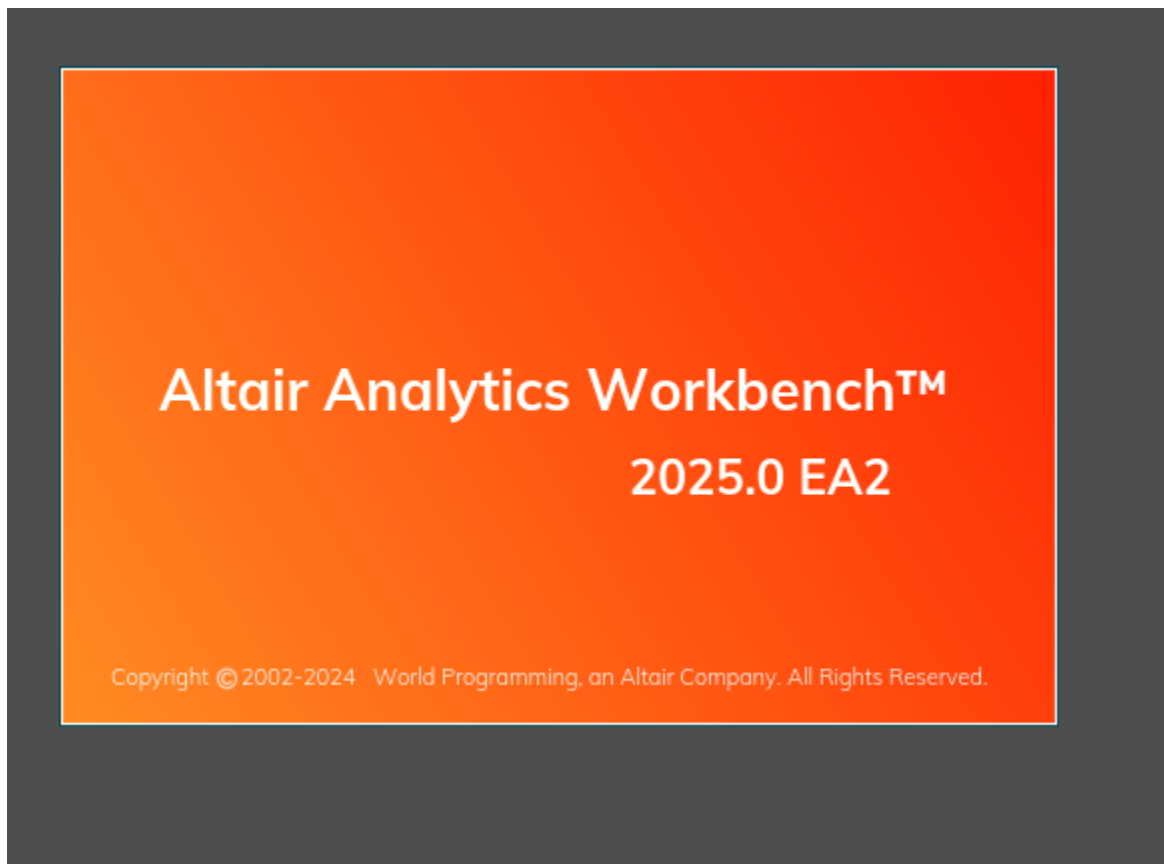 Altair Analytics Workbench™
2025.0 EA2
Copyright © 2002-2024 World Programming, an Altair Company. All Rights Reserved.